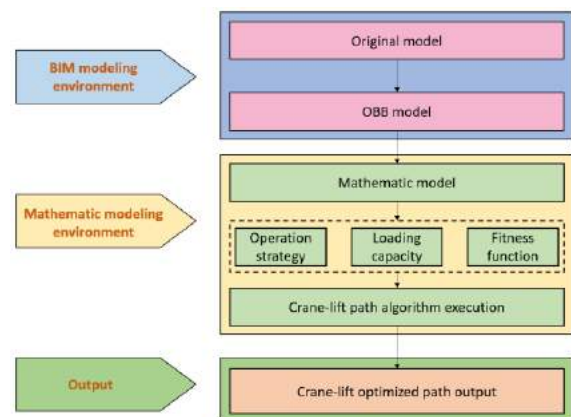 BIM modeling
environment
Original model
OBB model
Mathematic modeling
environment
Mathematic model
Operation
strategy
Loading
capacity
Fitness
function
Crane-lift path algorithm execution
Output
Crane-lift optimized path output